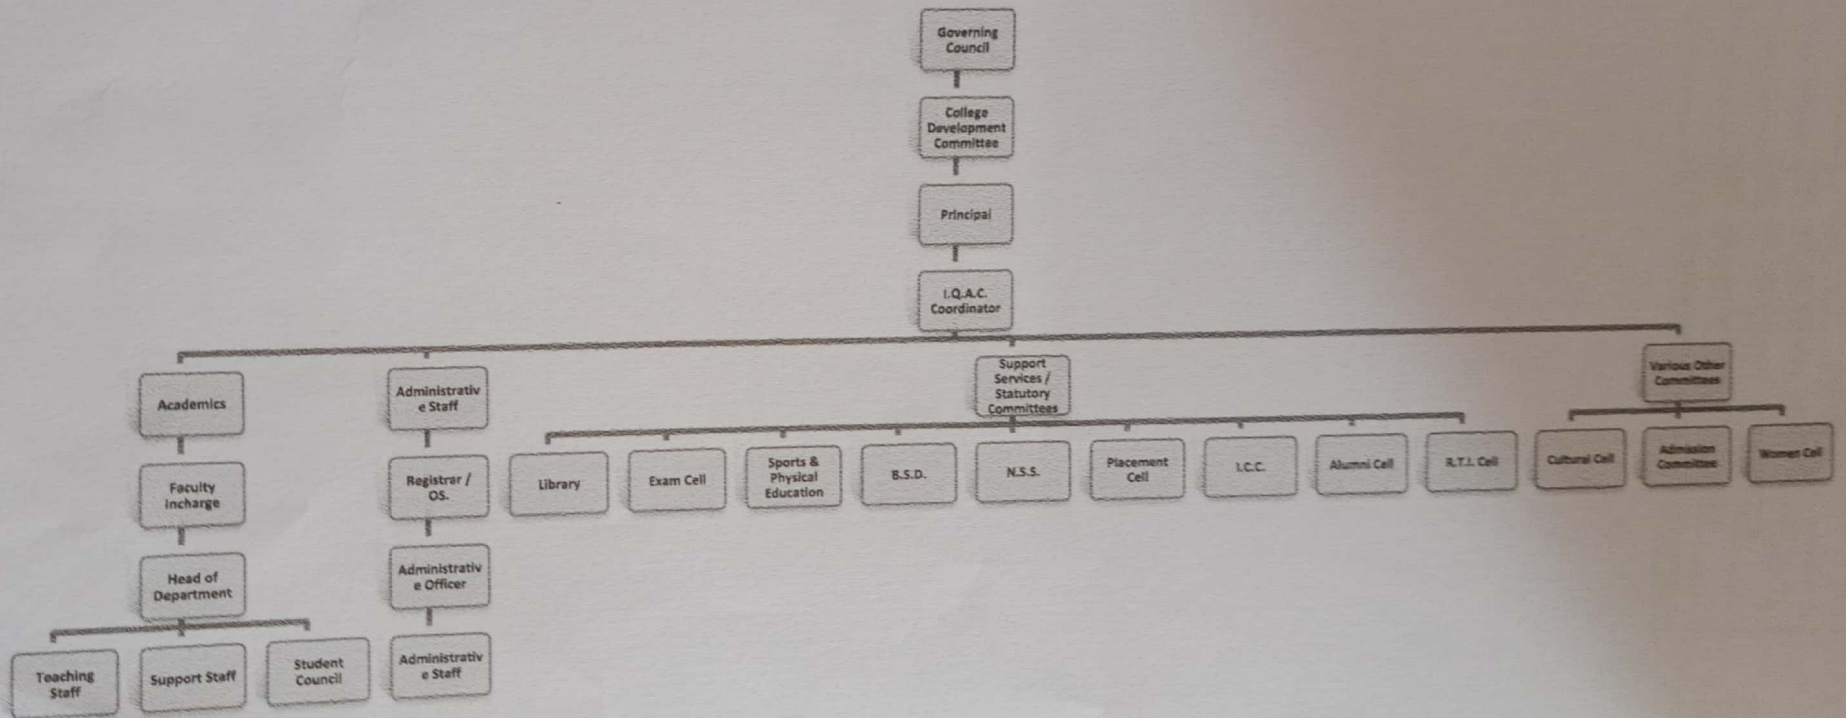 Governing
Council
College
Development
Committee
Principal
I.Q.A.C.
Coordinator
Academics
Administrativ
e Staff
Support
Services /
Statutory
Committees
Various Other
Committees
Faculty
Incharge
Registrar /
OS.
Library
Exam Cell
Sports &
Physical
Education
B.S.D.
N.S.S.
Placement
Cell
I.C.C.
Alumni Cell
R.T.I. Cell
Cultural Cell
Admission
Committee
Women Cell
Head of
Department
Administrativ
e Officer
Teaching
Staff
Support Staff
Student
Council
Administrativ
e Staff